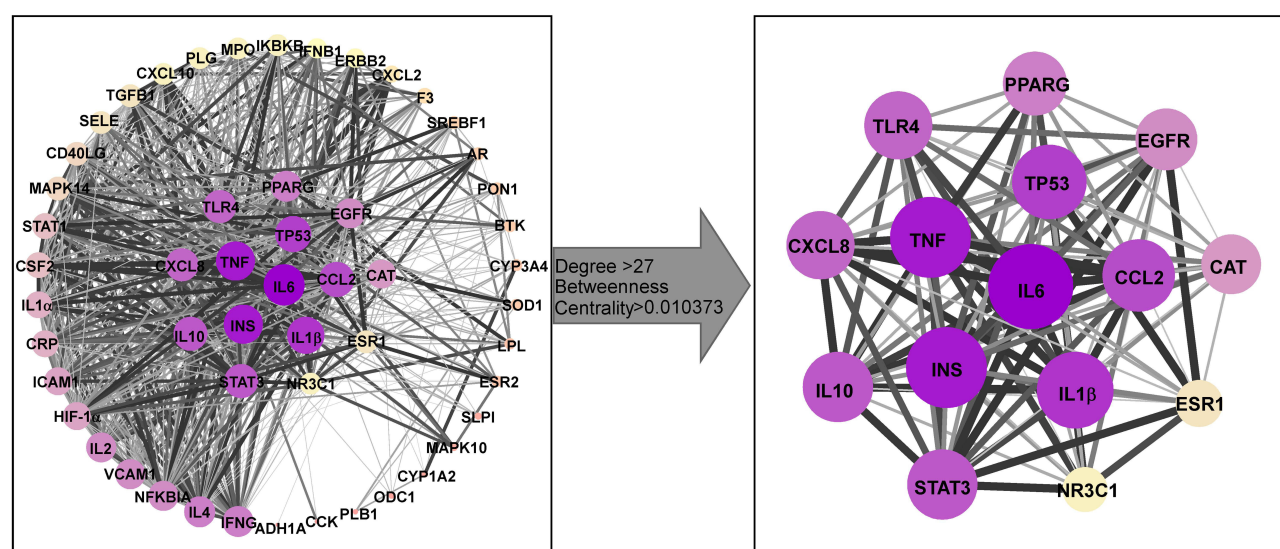 IKBKB
MPO
IFNB1
PLG
ERBB2
CXCL10
CXCL2
TGFB1
F3
SELE
SREBF1
CD40LG
AR
MAPK14
PON1
STAT1
BTK
CSF2
CYP3A4
IL1α
SOD1
CRP
LPL
ICAM1
ESR2
HIF-1α
SLPI
IL2
MAPK10
VCAM1
CYP1A2
NFKBIA
ODC1
IL4
PLB1
IFNG
CCK
ADH1A
PPARG
TLR4
EGFR
TP53
CXCL8
TNF
CCL2
CAT
IL6
IL10
INS
IL1β
ESR1
STAT3
NR3C1
Degree >27
Betweenness
Centrality>0.010373
PPARG
TLR4
EGFR
TP53
CXCL8
TNF
CCL2
CAT
IL6
IL10
INS
IL1β
ESR1
STAT3
NR3C1